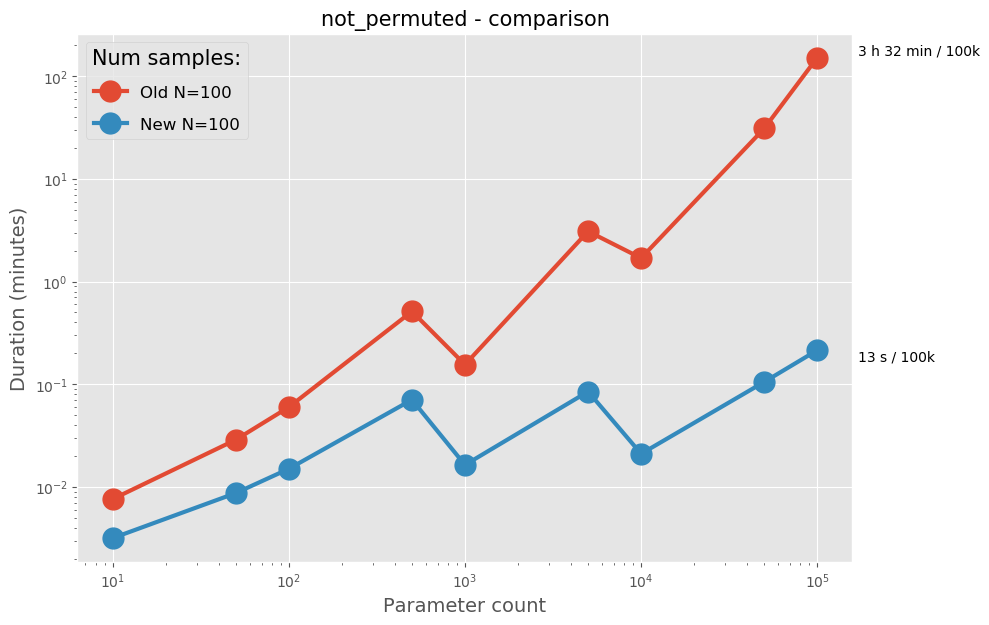 not_permuted - comparison
Num samples:
Old N=100
New N=100
3 h 32 min / 100k
13 s / 100k
Duration (minutes)
10²
10¹
10⁰
10⁻¹
10⁻²
10¹ 10² 10³ 10⁴ 10⁵
Parameter count